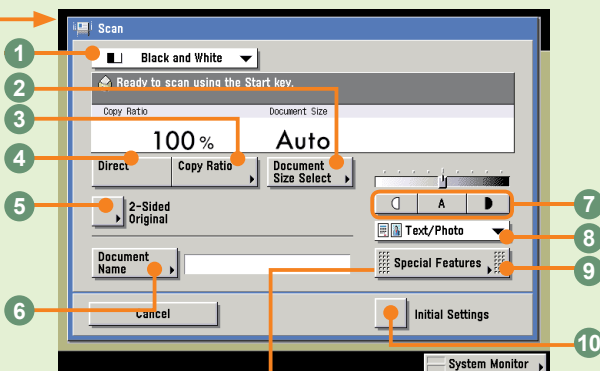 Scan
1
Black and White
2
Ready to scan using the Start key.
3
Copy Ratio
Document Size
100 %
Auto
4
Direct
Copy Ratio
Document
Size Select
5
2-Sided
Original
A
7
Text/Photo
8
Document
Name
Special Features
9
6
Cancel
Initial Settings
10
System Monitor